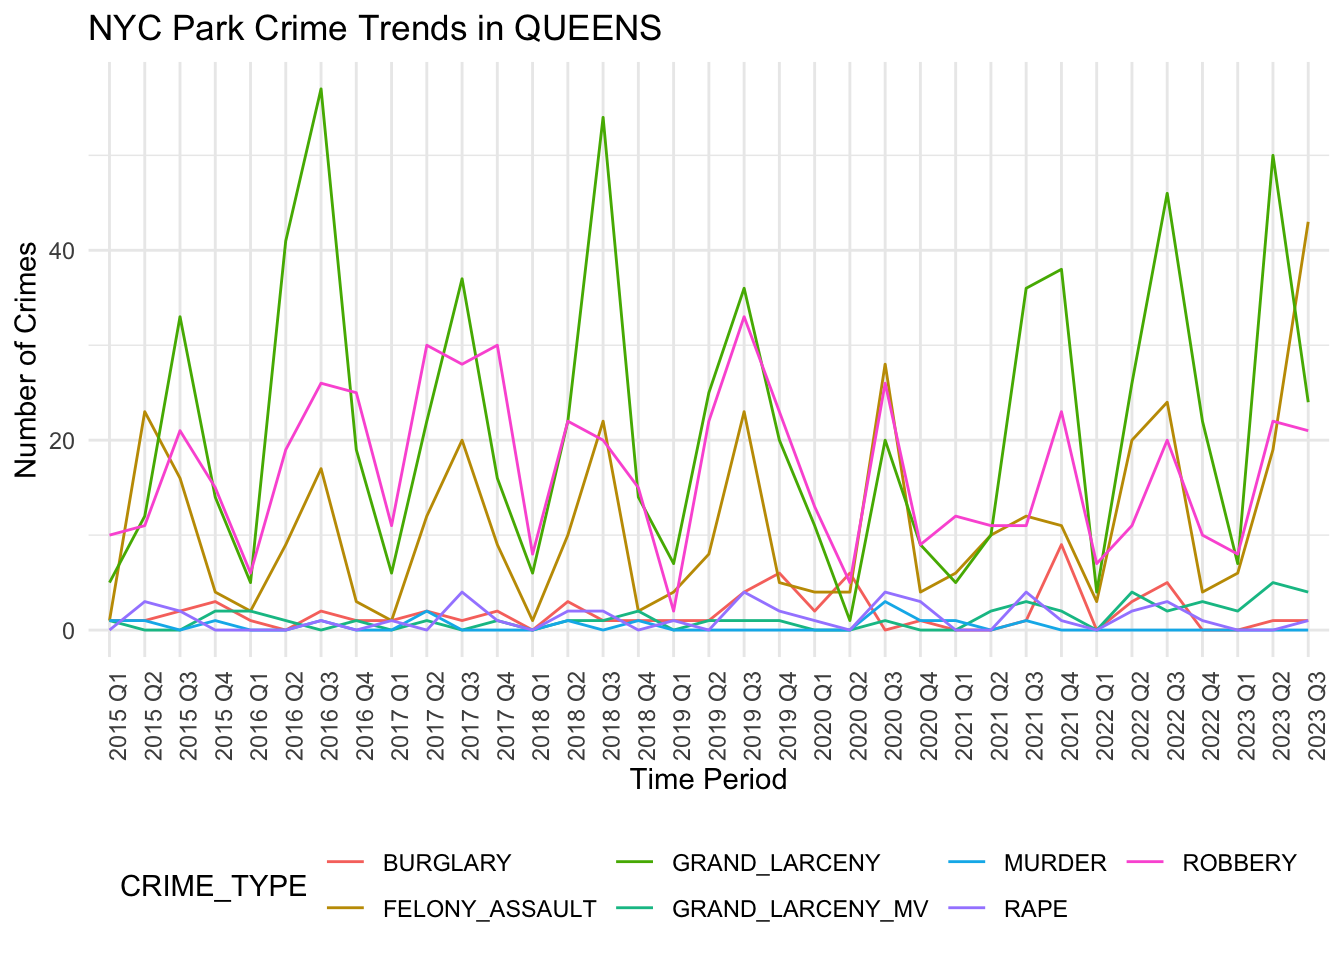 NYC Park Crime Trends in QUEENS
Number of Crimes
40
20
0
2015 Q1
2015 Q2
2015 Q3
2015 Q4
2016 Q1
2016 Q2
2016 Q3
2016 Q4
2017 Q1
2017 Q2
2017 Q3
2017 Q4
2018 Q1
2018 Q2
2018 Q3
2018 Q4
2019 Q1
2019 Q2
2019 Q3
2019 Q4
2020 Q1
2020 Q2
2020 Q3
2020 Q4
2021 Q1
2021 Q2
2021 Q3
2021 Q4
2022 Q1
2022 Q2
2022 Q3
2022 Q4
2023 Q1
2023 Q2
2023 Q3
Time Period
CRIME_TYPE
BURGLARY GRAND_LARCENY MURDER ROBBERY
FELONY_ASSAULT GRAND_LARCENY_MV RAPE